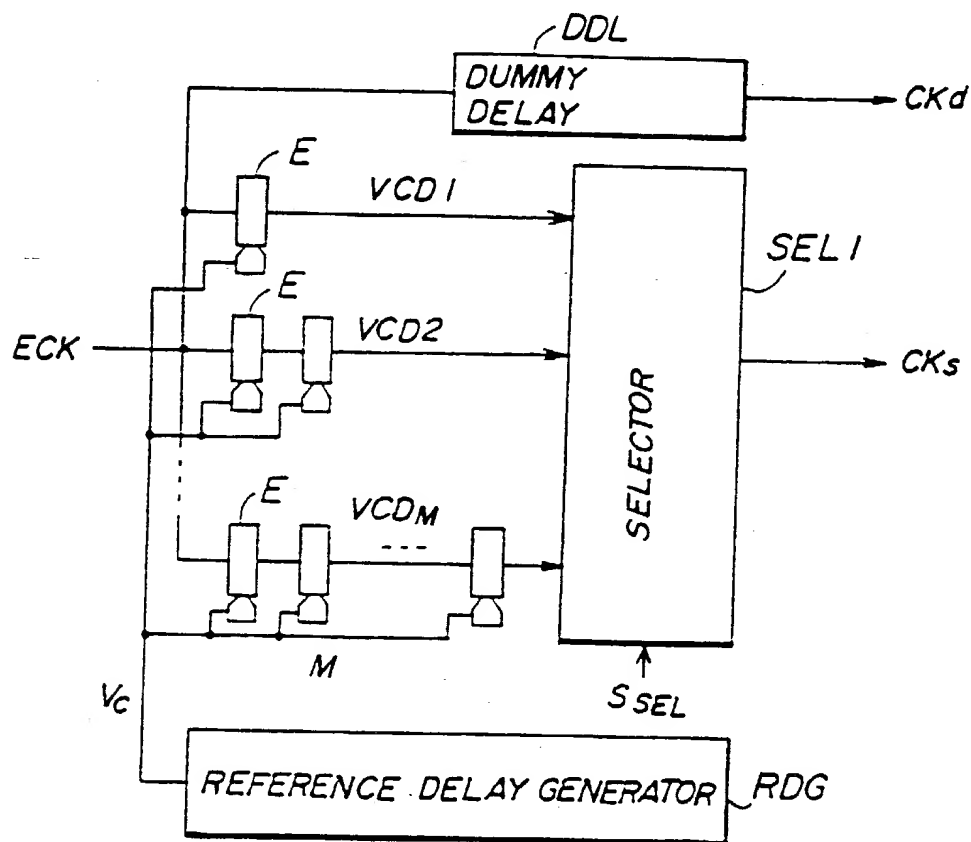 DDL
DUMMY
DELAY
CKd
E
VCD1
SEL1
E
ECK
VCD2
CKs
SELECTOR
E
VCDM
M
VC
SSEL
REFERENCE DELAY GENERATOR
RDG